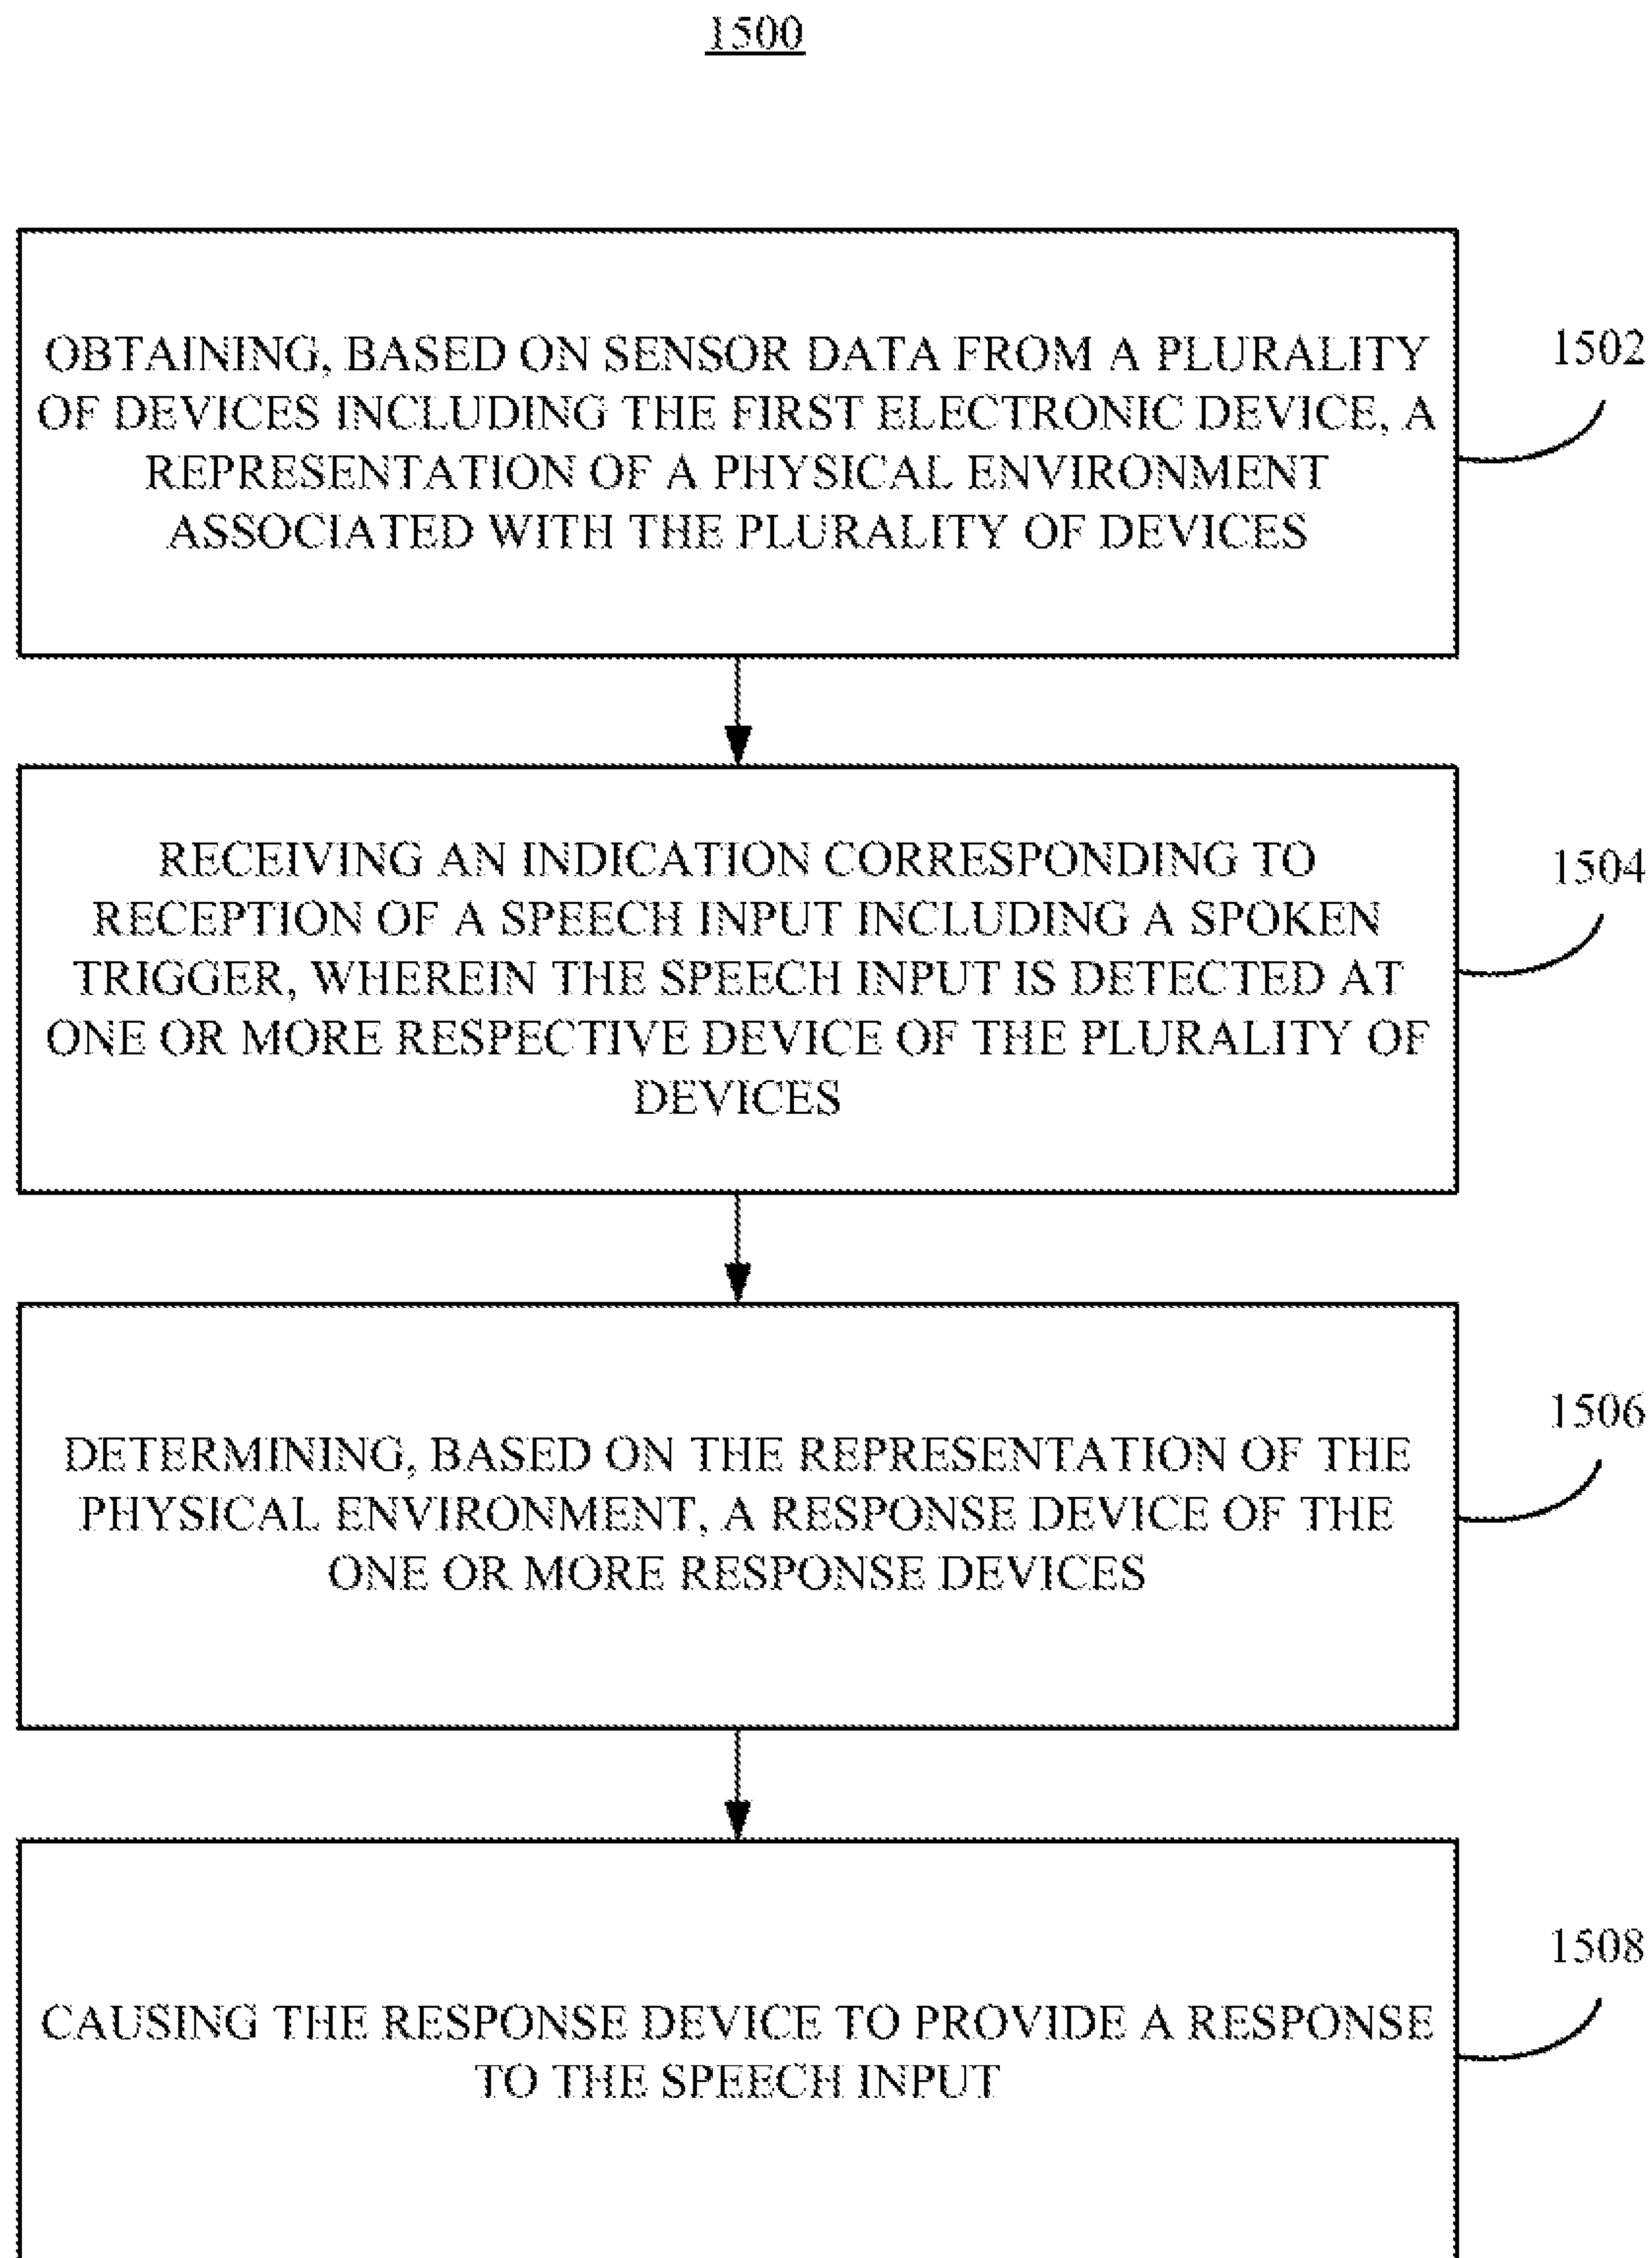 1500
OBTAINING, BASED ON SENSOR DATA FROM A PLURALITY
OF DEVICES INCLUDING THE FIRST ELECTRONIC DEVICE, A
REPRESENTATION OF A PHYSICAL ENVIRONMENT
ASSOCIATED WITH THE PLURALITY OF DEVICES
1502
RECEIVING AN INDICATION CORRESPONDING TO
RECEPTION OF A SPEECH INPUT INCLUDING A SPOKEN
TRIGGER, WHEREIN THE SPEECH INPUT IS DETECTED AT
ONE OR MORE RESPECTIVE DEVICE OF THE PLURALITY OF
DEVICES
1504
DETERMINING, BASED ON THE REPRESENTATION OF THE
PHYSICAL ENVIRONMENT, A RESPONSE DEVICE OF THE
ONE OR MORE RESPONSE DEVICES
1506
CAUSING THE RESPONSE DEVICE TO PROVIDE A RESPONSE
TO THE SPEECH INPUT
1508